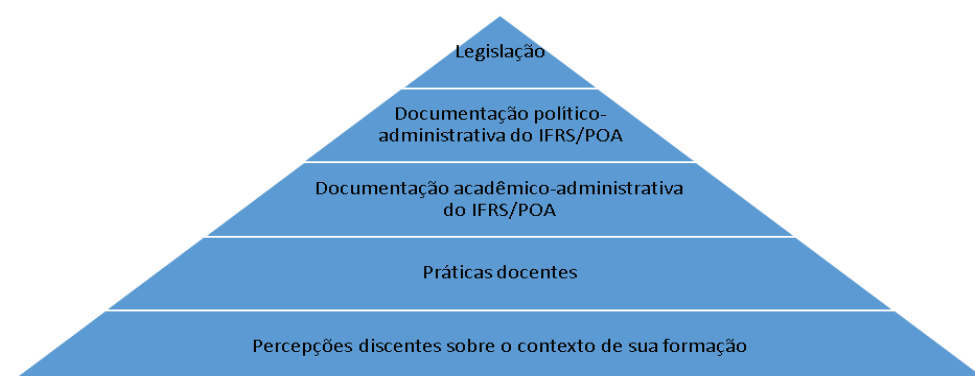 Legislação
Documentação político-
administrativa do IFRS/POA
Documentação acadêmico-administrativa
do IFRS/POA
Práticas docentes
Percepções discentes sobre o contexto de sua formação